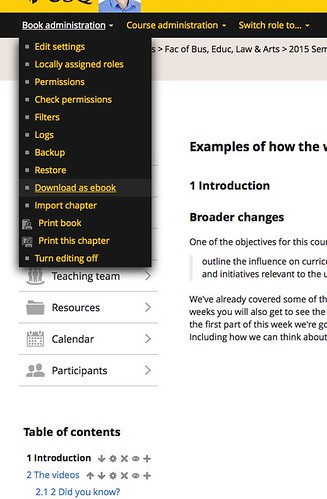 Book administration
Course administration
Switch role to...
> Fac of Bus, Educ, Law & Arts > 2015 Sem
Edit settings
Locally assigned roles
Permissions
Check permissions
Filters
Logs
Backup
Restore
Download as ebook
Import chapter
Print book
Print this chapter
Turn editing off
Teaching team
Resources
Calendar
Participants
Table of contents
1 Introduction
2 The videos
2.1 2 Did you know?
Examples of how the w
1 Introduction
Broader changes
One of the objectives for this cour
outline the influence on curricu
and initiatives relevant to the u
We've already covered some of th
weeks you will also get to see the
the first part of this week we're go
Including how we can think about